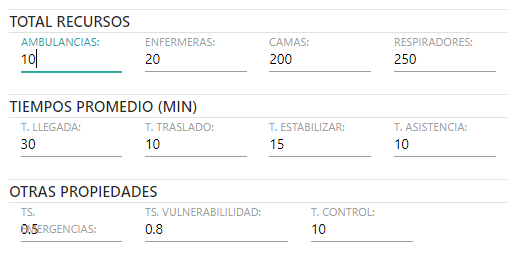 TOTAL RECURSOS
AMBULANCIAS: ENFERMERAS: CAMAS: RESPIRADORES:
10 20 200 250
TIEMPOS PROMEDIO (MIN)
T. LLEGADA: T. TRASLADO: T. ESTABILIZAR: T. ASISTENCIA:
30 10 15 10
OTRAS PROPIEDADES
TS. TS. VULNERABILILIDAD: T. CONTROL:
EMERGENCIAS:
0.5 0.8 10